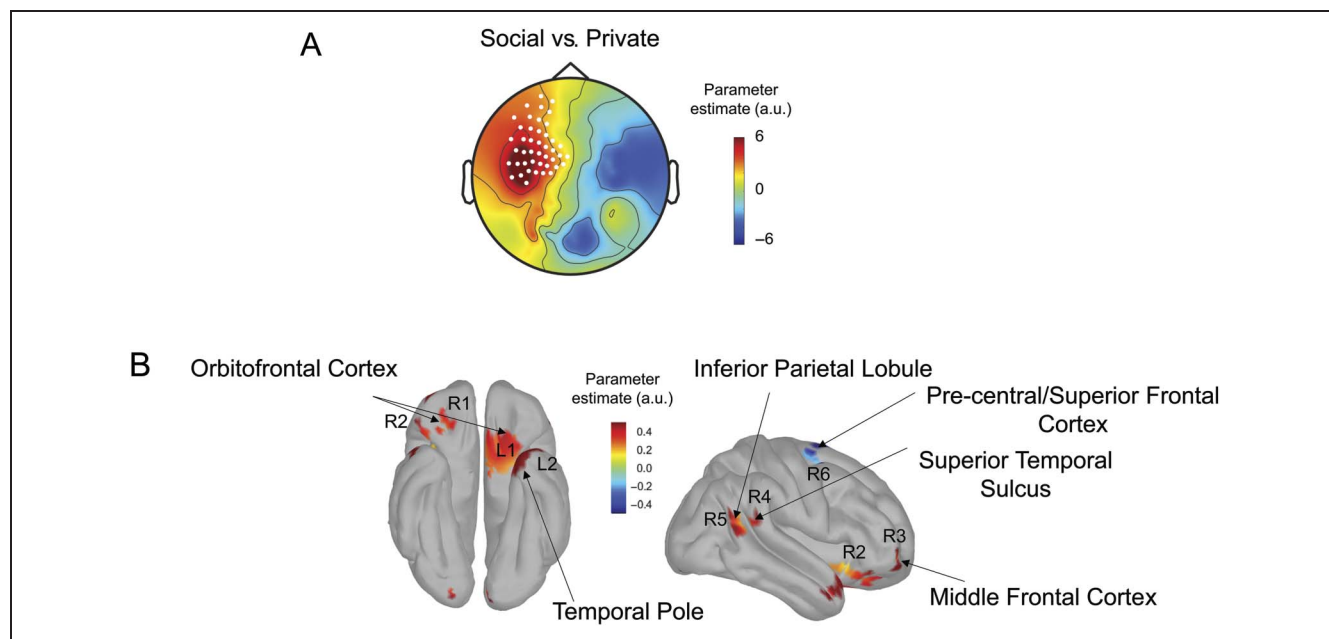 A
Social vs. Private
Parameter
estimate (a.u.)
6
0
−6
B
Orbitofrontal Cortex
R1
R2
L1
L2
Parameter
estimate (a.u.)
0.4
0.2
0.0
−0.2
−0.4
Temporal Pole
Inferior Parietal Lobule
Pre-central/Superior Frontal
Cortex
Superior Temporal
Sulcus
R6
R4
R5
R3
R2
Middle Frontal Cortex